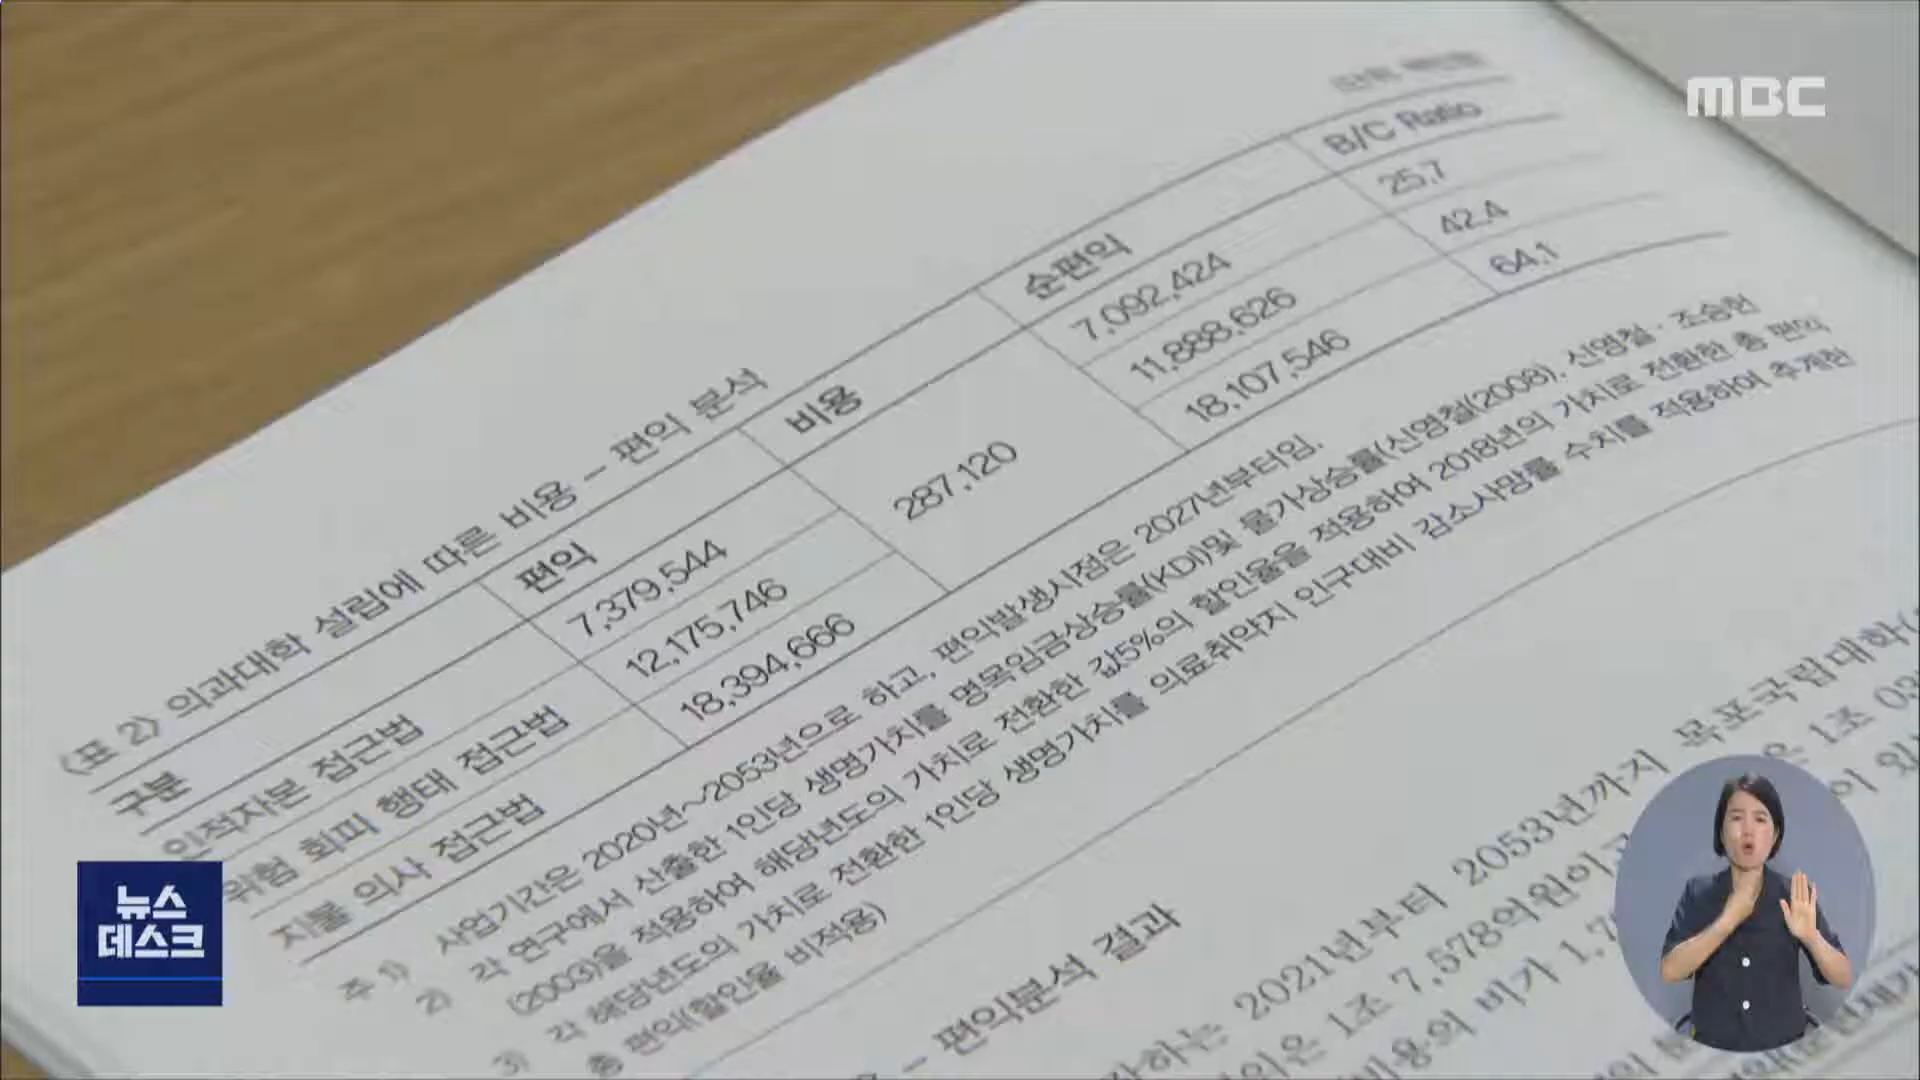 MBC
〈표 2〉 의과대학 설립에 따른 비용 – 편익 분석
구분 편익 비용 순편익 B/C Ratio
인적자본 접근법 7,379,544 287,120 7,092,424 25.7
위험 회피 행태 접근법 12,175,746 11,888,626 42.4
지불 의사 접근법 18,394,666 18,107,546 64.1
주 1) 사업기간은 2020년~2053년으로 하고, 편익발생시점은 2027년부터임.
2) 각 연구에서 산출한 1인당 생명가치를 명목임금상승률(KDI)및 물가상승률(신영철(2008), 신영철·조승헌
(2003)을 적용하여 해당년도의 가치로 전환한 값5%의 할인율을 적용하여 2018년의 가치로 전환한 총 편익
3) 각 해당년도의 가치로 전환한 1인당 생명가치를 의료취약지 인구대비 감소사망률 수치를 적용하여 추계한
총 편익(할인율 비적용)
– 편익분석 결과
하는 2021년부터 2053년까지 목포국립대학
은 1조 7,578억원이고 은 1조
비용의 비가 1.7 이 있
뉴스
데스크